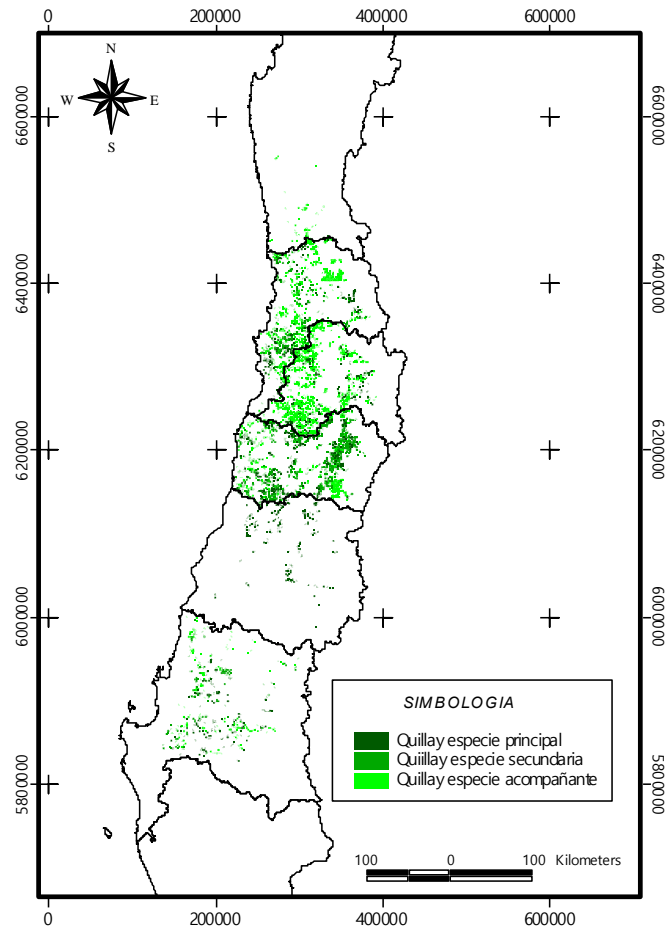 0 200000 400000 600000
N
W E
S
6600000 6600000
6400000 6400000
6200000 6200000
6000000 6000000
SIMBOLOGIA
Quillay especie principal
Quiillay especie secundaria
Quillay especie acompañante
5800000 5800000
100 0 100 Kilometers
0 200000 400000 600000